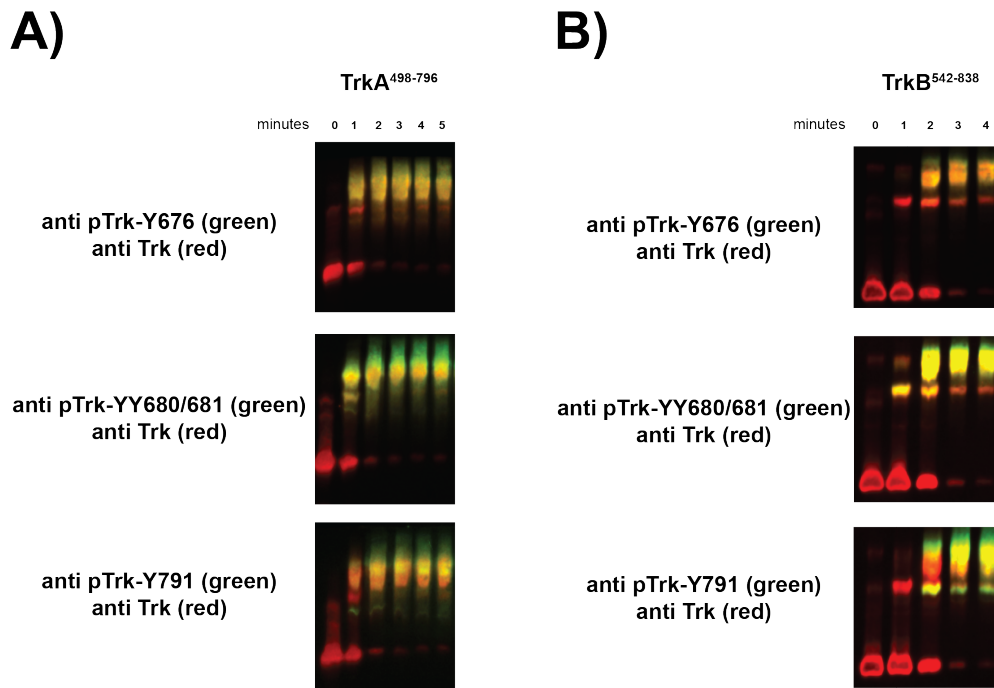 A)
TrkA498-796
minutes 0 1 2 3 4 5
anti pTrk-Y676 (green)
anti Trk (red)
anti pTrk-YY680/681 (green)
anti Trk (red)
anti pTrk-Y791 (green)
anti Trk (red)
B)
TrkB542-838
minutes 0 1 2 3 4
anti pTrk-Y676 (green)
anti Trk (red)
anti pTrk-YY680/681 (green)
anti Trk (red)
anti pTrk-Y791 (green)
anti Trk (red)